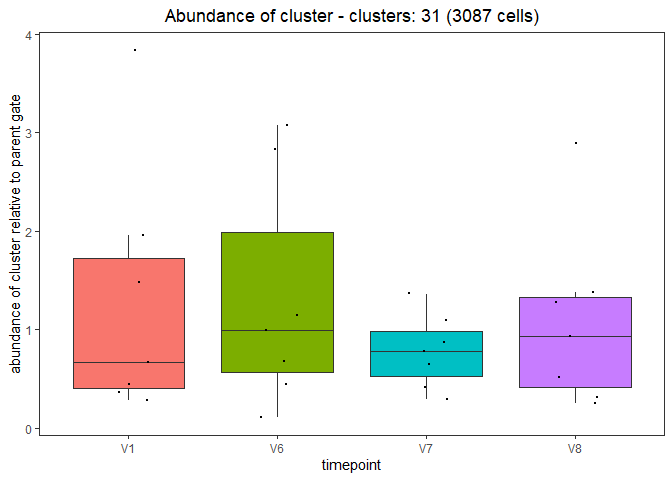 Abundance of cluster - clusters: 31 (3087 cells)
abundance of cluster relative to parent gate
4
3
2
1
0
V1 V6 V7 V8
timepoint